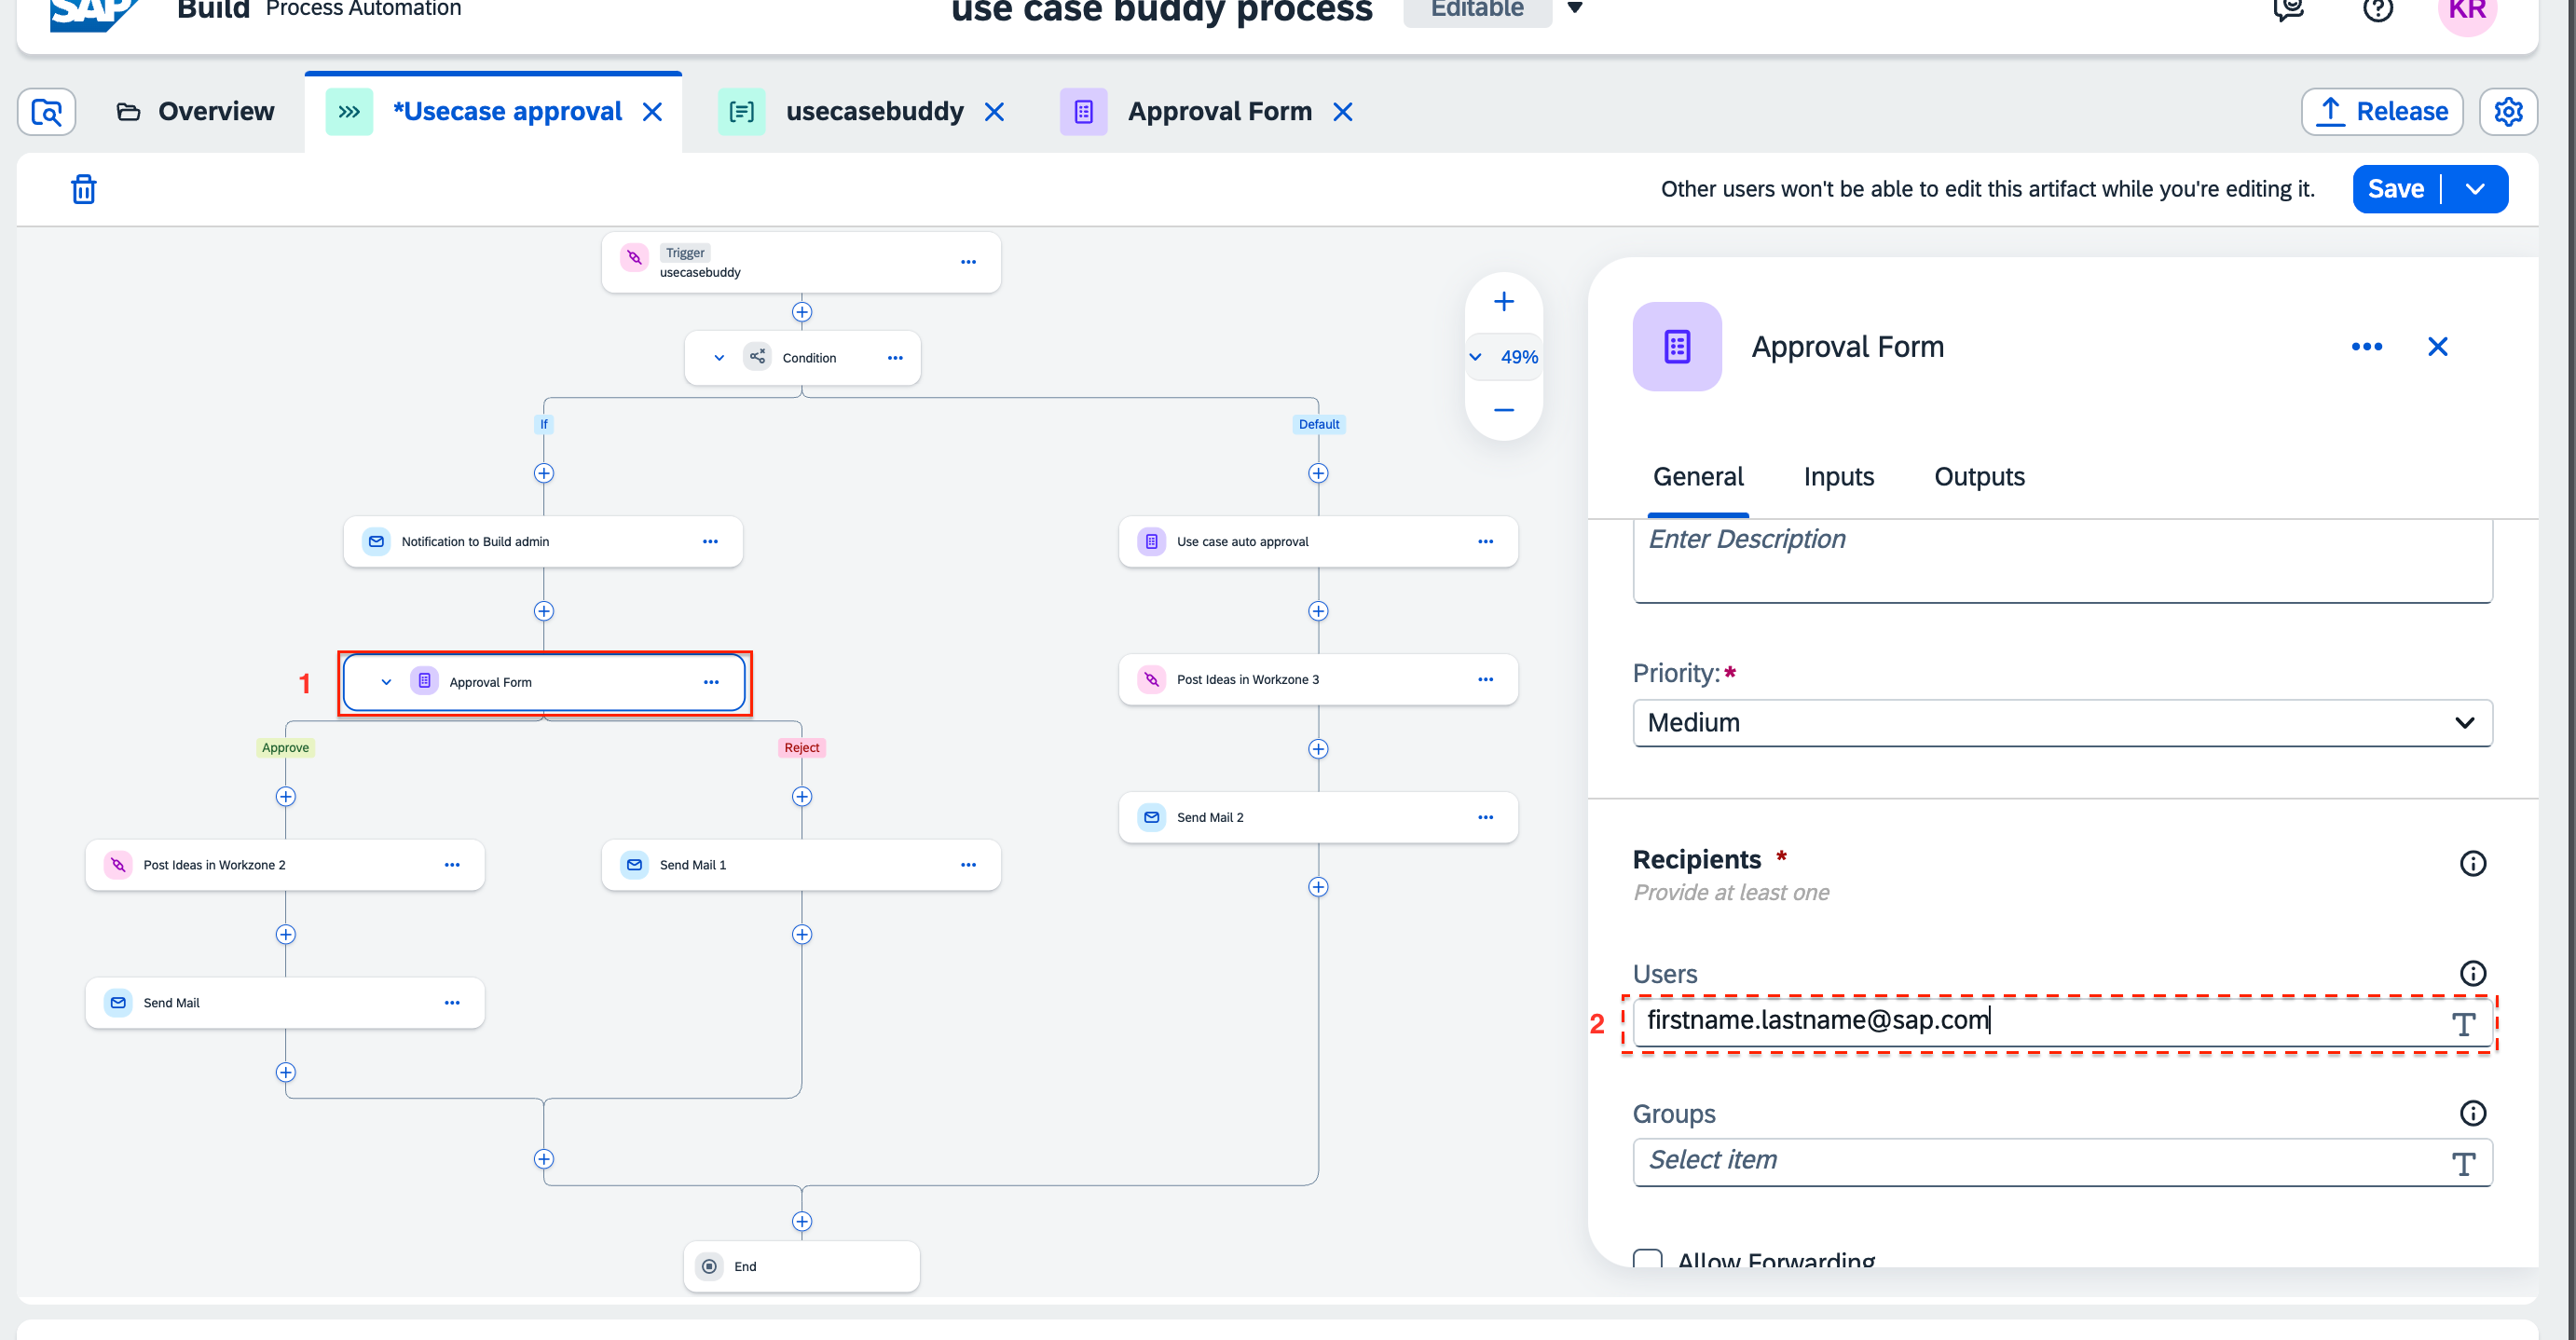 SAP Build Process Automation
use case buddy process Editable
KR
Overview
*Usecase approval
usecasebuddy
Approval Form
Release
Other users won't be able to edit this artifact while you're editing it.
Save
Trigger
usecasebuddy
Condition
49%
If
Default
Notification to Build admin
Use case auto approval
1
Approval Form
Post Ideas in Workzone 3
Approve
Reject
Send Mail 2
Post Ideas in Workzone 2
Send Mail 1
Send Mail
End
Approval Form
General Inputs Outputs
Enter Description
Priority:*
Medium
Recipients *
Provide at least one
Users
2
firstname.lastname@sap.com
Groups
Select item
Allow Forwarding